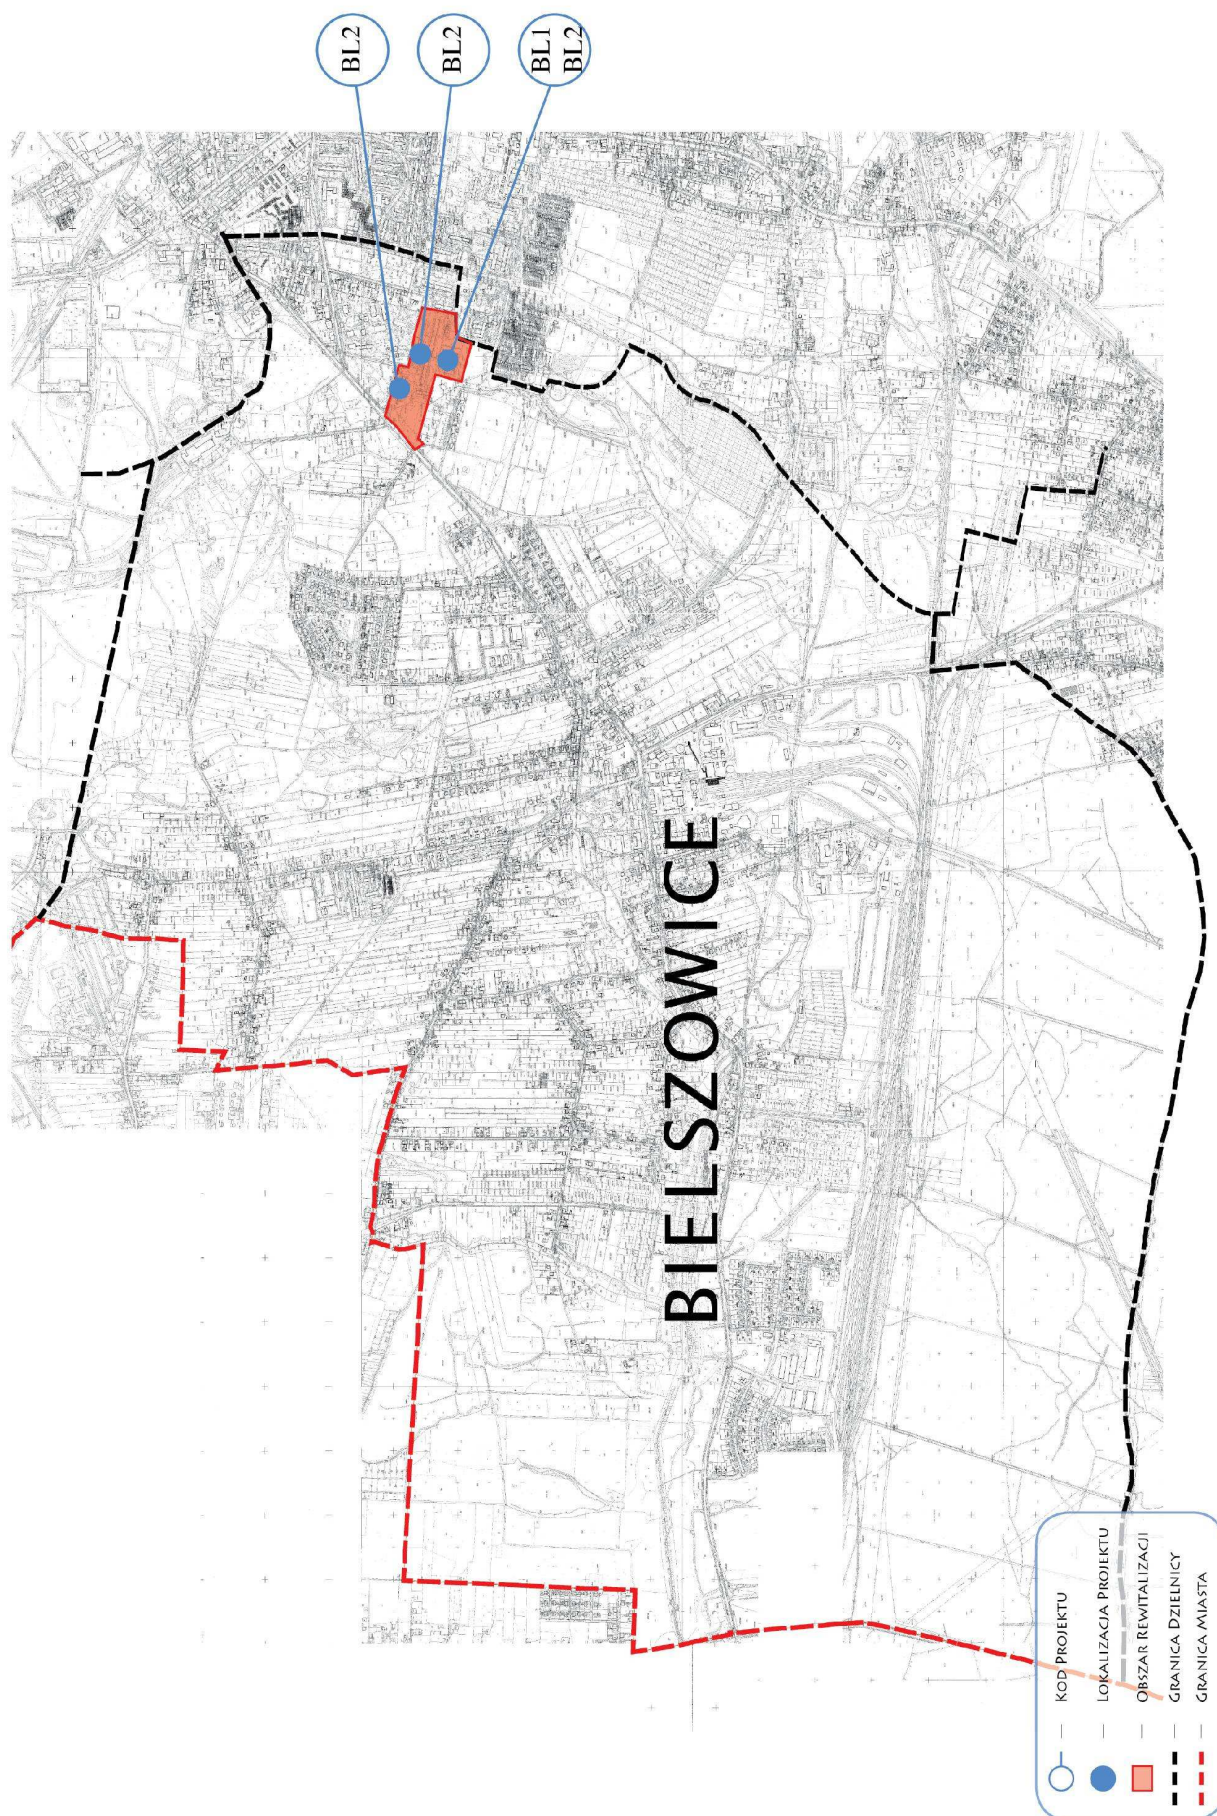 BL2
BL2
BL1
BL2
BIELSZOWICE
— KOD PROJEKTU
— LOKALIZACJA PROJEKTU
— OBSZAR REWITALIZACJI
— GRANICA DZIELNICY
— GRANICA MIASTA